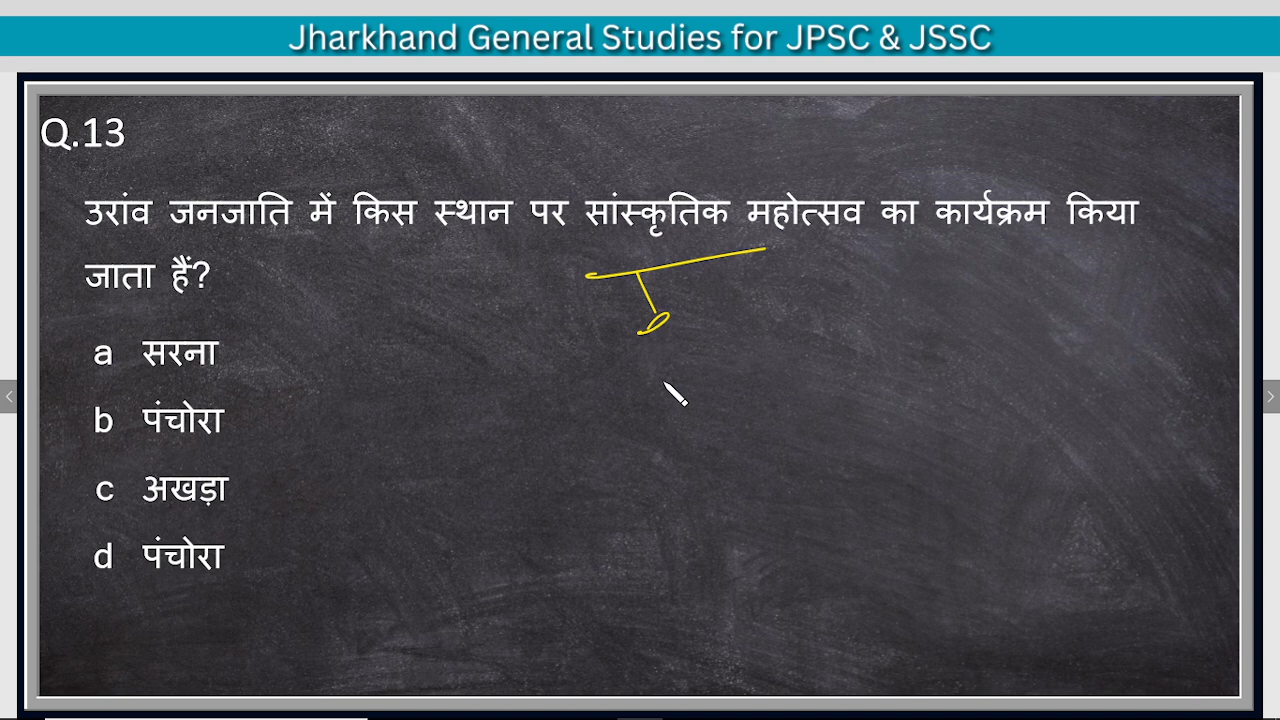 Jharkhand General Studies for JPSC & JSSC
Q.13
उरांव जनजाति में किस स्थान पर सांस्कृतिक महोत्सव का कार्यक्रम किया
जाता हैं?
a सरना
b पंचोरा
c अखड़ा
d पंचोरा